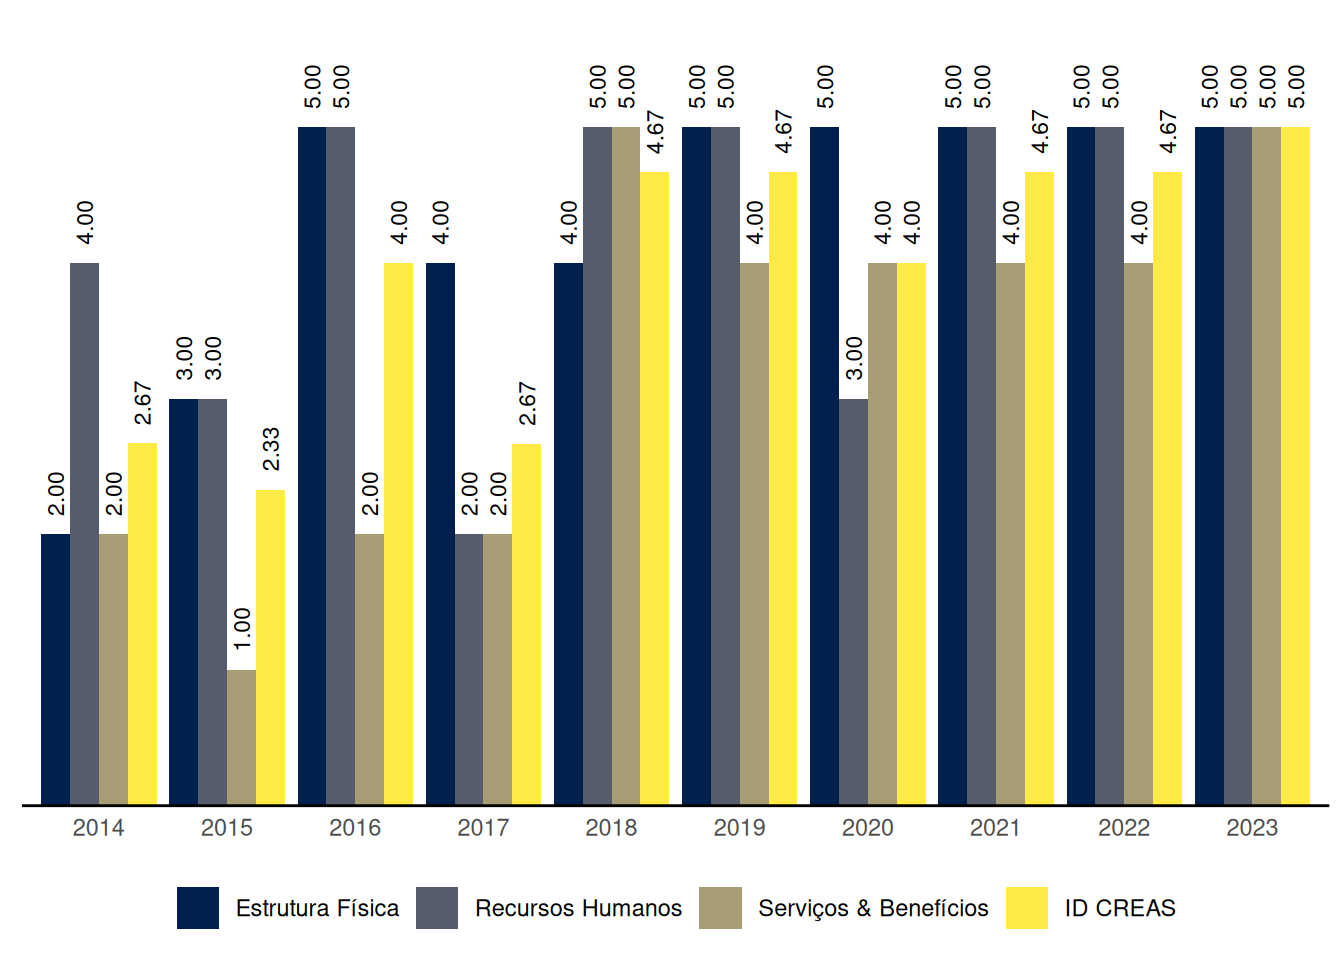 5.00 5.00 5.00 5.00 5.00 5.00 5.00 5.00 5.00 5.00 5.00 5.00 5.00 5.00 5.00
4.67 4.67 4.67 4.67
4.00 4.00 4.00 4.00 4.00 4.00 4.00 4.00 4.00
3.00 3.00 3.00
2.67 2.67
2.33
2.00 2.00 2.00 2.00 2.00
1.00
2014 2015 2016 2017 2018 2019 2020 2021 2022 2023
Estrutura Física Recursos Humanos Serviços & Benefícios ID CREAS